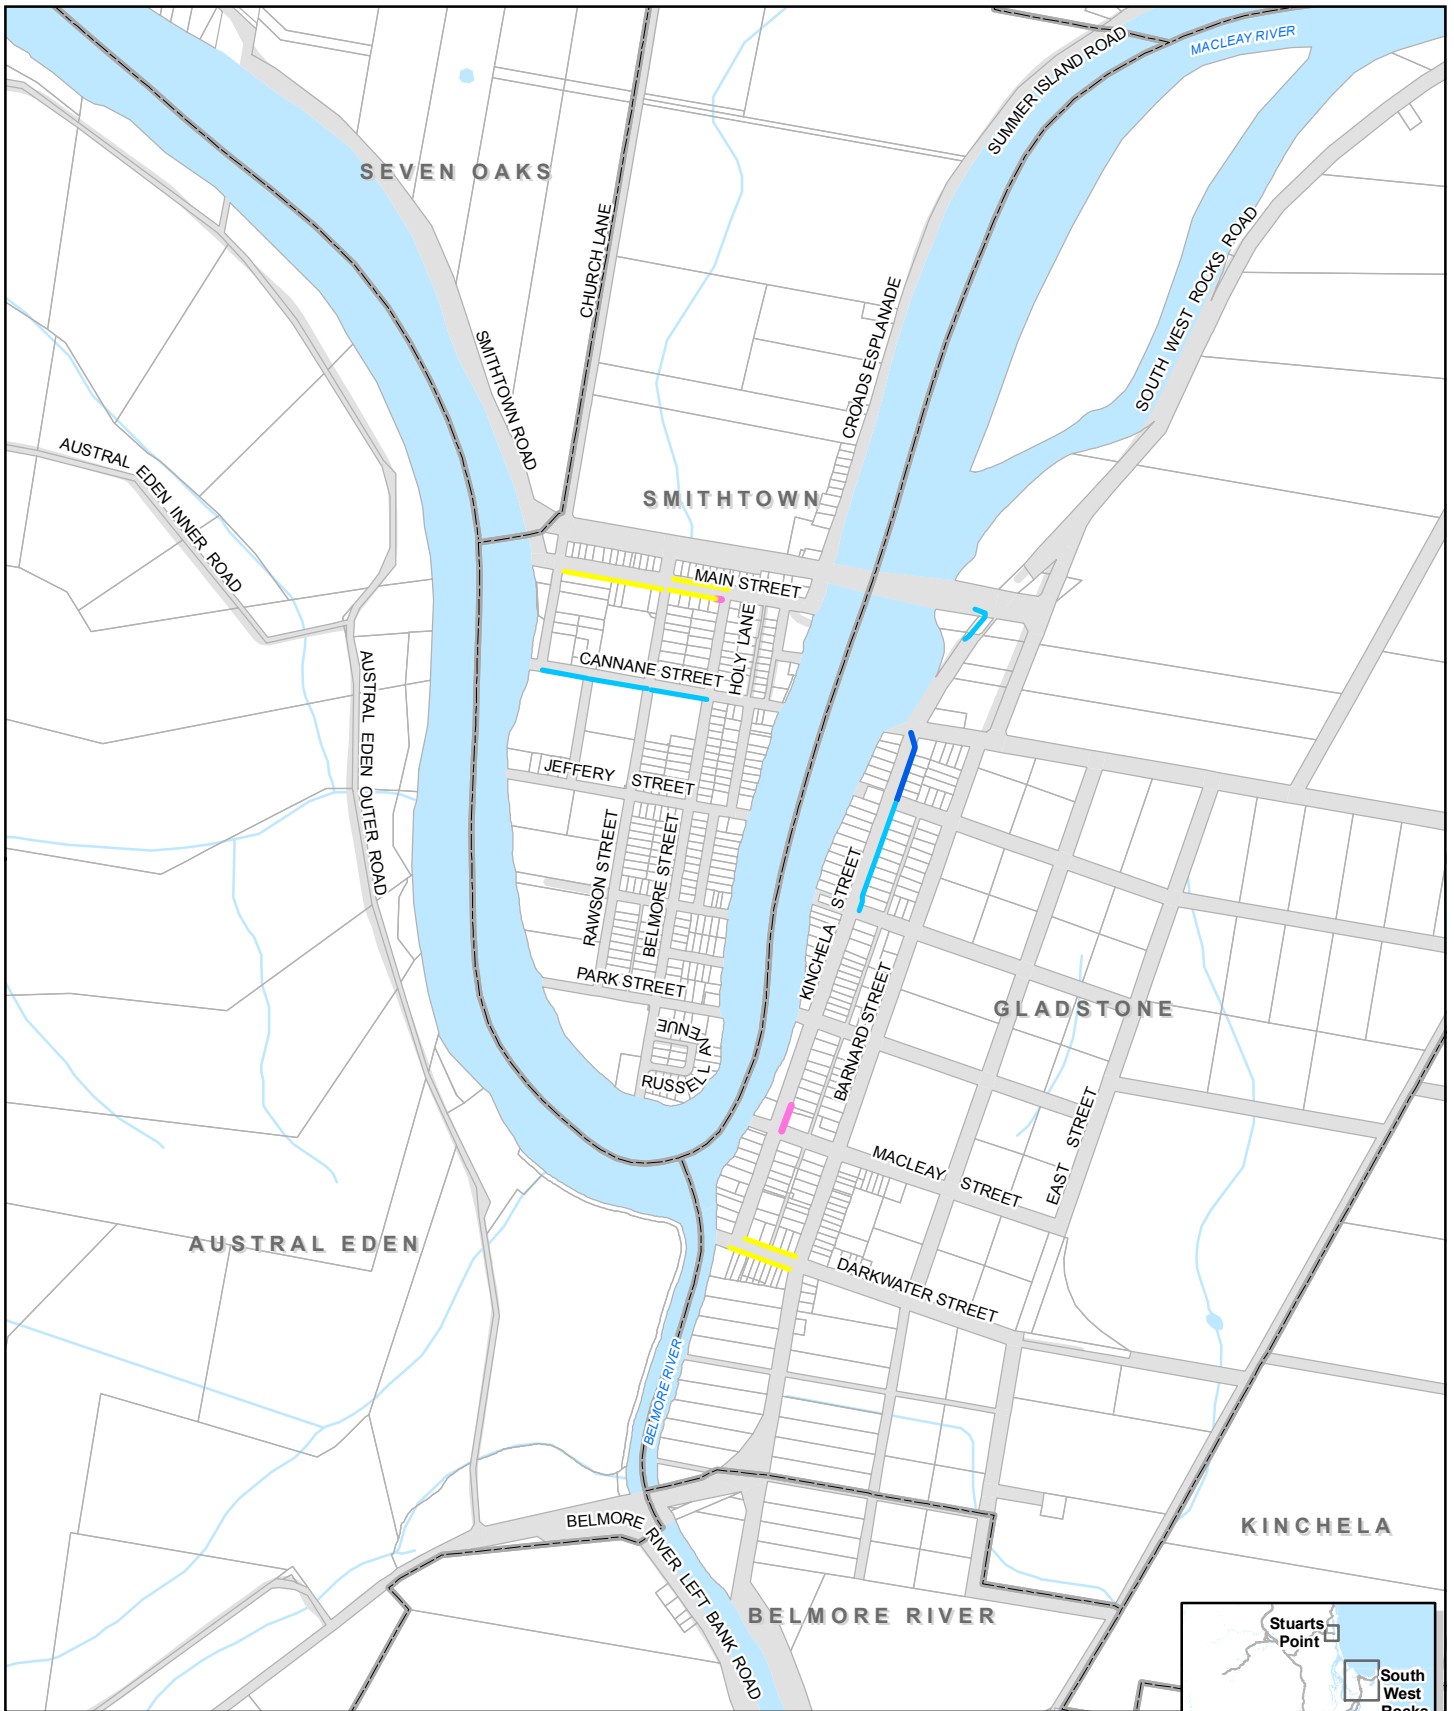 MACLEAY RIVER
SUMMER ISLAND ROAD
SEVEN OAKS
CHURCH LANE
SOUTH WEST ROCKS ROAD
CROADS ESPLANADE
SMITHTOWN ROAD
AUSTRAL EDEN INNER ROAD
SMITHTOWN
MAIN STREET
HOLY LANE
CANNANE STREET
AUSTRAL EDEN OUTER ROAD
JEFFERY STREET
RAWSON STREET
BELMORE STREET
KINCHELA STREET
PARK STREET
BARNARD STREET
GLADSTONE
RUSSELL AVENUE
EAST STREET
MACLEAY STREET
AUSTRAL EDEN
DARKWATER STREET
BELMORE RIVER
BELMORE RIVER LEFT BANK ROAD
KINCHELA
BELMORE RIVER
Stuarts
Point
South
West
Rocks